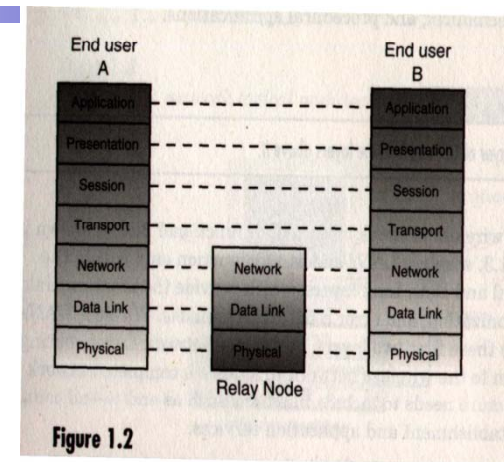 End user
A
End user
B
Application
Presentation
Session
Transport
Network
Data Link
Physical
Network
Data Link
Physical
Relay Node
Application
Presentation
Session
Transport
Network
Data Link
Physical
Figure 1.2